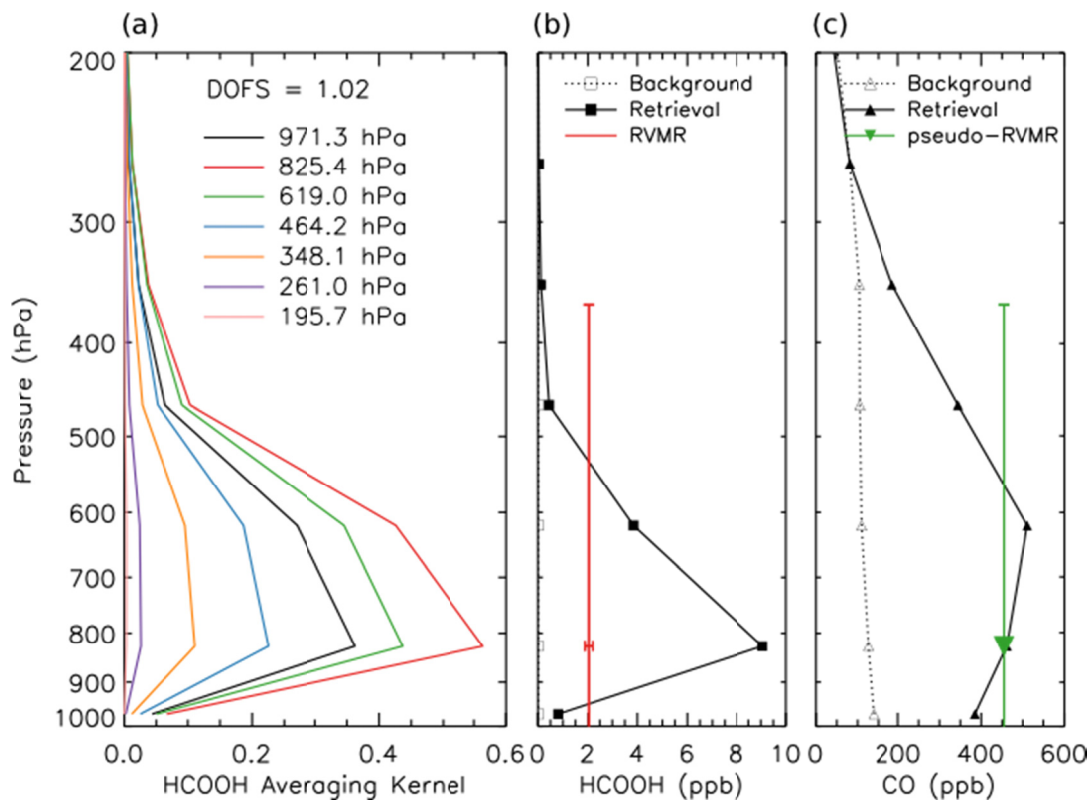 (a)
(b)
(c)
200
300
400
500
600
700
800
900
1000
Pressure (hPa)
DOFS = 1.02
971.3 hPa
825.4 hPa
619.0 hPa
464.2 hPa
348.1 hPa
261.0 hPa
195.7 hPa
0.0 0.2 0.4 0.6
HCOOH Averaging Kernel
Background
Retrieval
RVMR
0 2 4 6 8 10
HCOOH (ppb)
Background
Retrieval
pseudo-RVMR
0 200 400 600
CO (ppb)